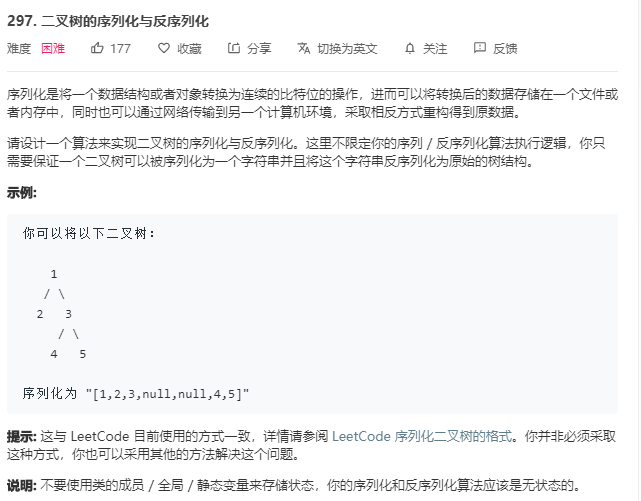 297. 二叉树的序列化与反序列化
难度 困难 177 收藏 分享 切换为英文 关注 反馈
序列化是将一个数据结构或者对象转换为连续的比特位的操作，进而可以将转换后的数据存储在一个文件或
者内存中，同时也可以通过网络传输到另一个计算机环境，采取相反方式重构得到原数据。
请设计一个算法来实现二叉树的序列化与反序列化。这里不限定你的序列 / 反序列化算法执行逻辑，你只
需要保证一个二叉树可以被序列化为一个字符串并且将这个字符串反序列化为原始的树结构。
示例:
你可以将以下二叉树：
1
/ \
2 3
/ \
4 5
序列化为 "[1,2,3,null,null,4,5]"
提示: 这与 LeetCode 目前使用的方式一致，详情请参阅 LeetCode 序列化二叉树的格式。你并非必须采取
这种方式，你也可以采用其他的方法解决这个问题。
说明: 不要使用类的成员 / 全局 / 静态变量来存储状态，你的序列化和反序列化算法应该是无状态的。